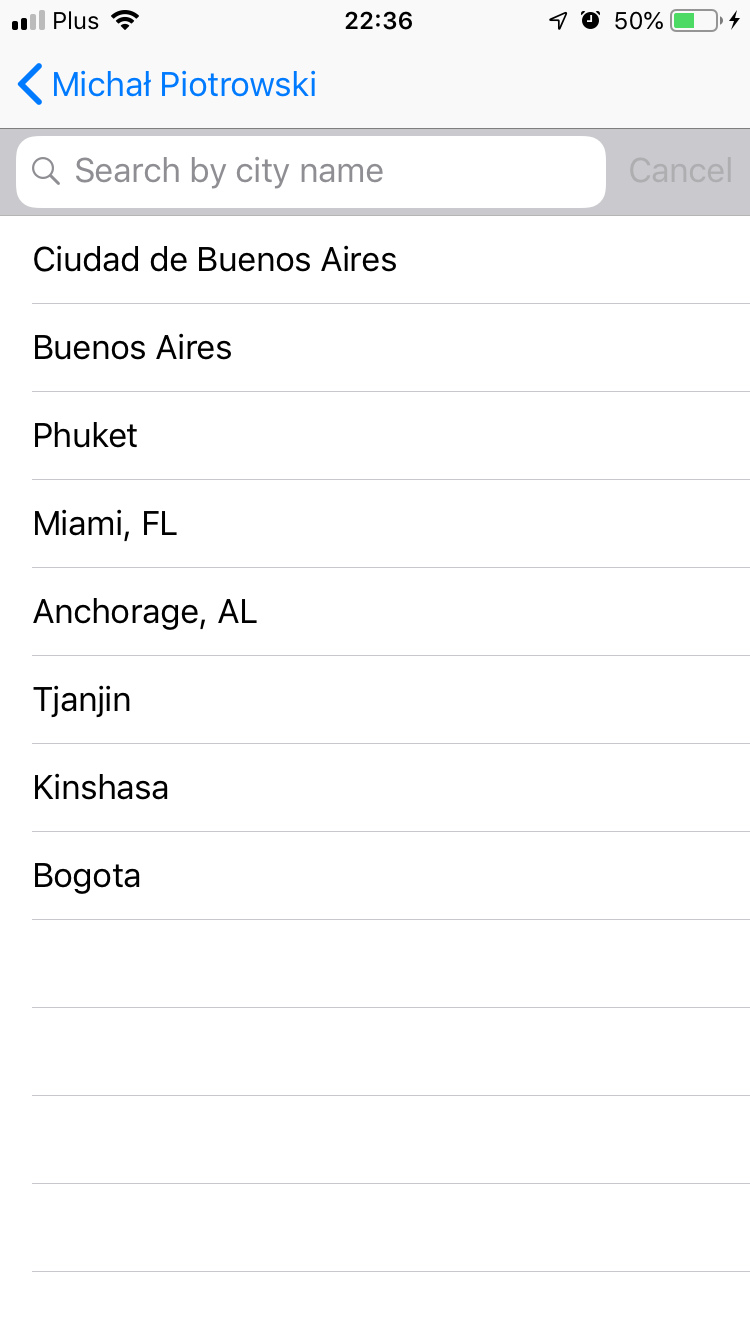 Plus 22:36 50%
Michał Piotrowski
Search by city name Cancel
Ciudad de Buenos Aires
Buenos Aires
Phuket
Miami, FL
Anchorage, AL
Tjanjin
Kinshasa
Bogota